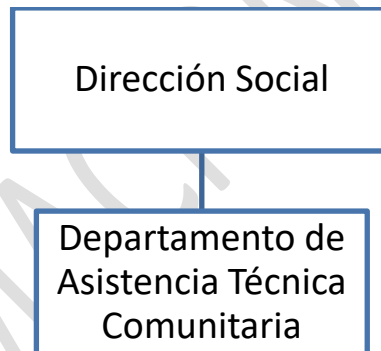 Dirección Social
Departamento de
Asistencia Técnica
Comunitaria